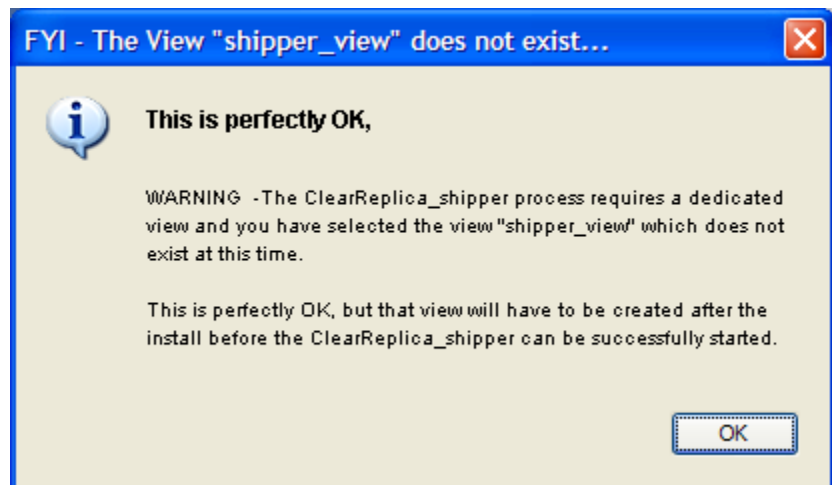 FYI - The View "shipper_view" does not exist...
This is perfectly OK,
WARNING -The ClearReplica_shipper process requires a dedicated
view and you have selected the view "shipper_view" which does not
exist at this time.
This is perfectly OK, but that view will have to be created after the
install before the ClearReplica_shipper can be successfully started.
OK